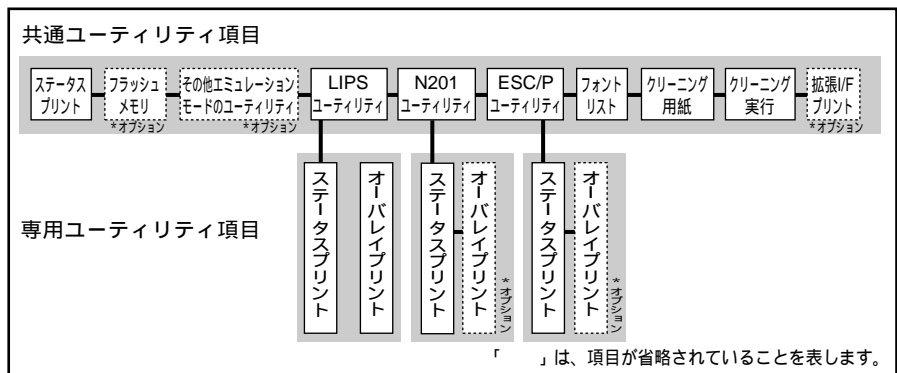 共通ユーティリティ項目
ステータス
プリント
フラッシュ
メモリ
*オプション
その他エミュレーション
モードのユーティリティ
*オプション
LIPS
ユーティリティ
N201
ユーティリティ
ESC/P
ユーティリティ
フォント
リスト
クリーニング
用紙
クリーニング
実行
拡張I/F
プリント
*オプション
専用ユーティリティ項目
ステータスプリント
オーバレイプリント
ステータスプリント
オーバレイプリント
*オプション
ステータスプリント
オーバレイプリント
*オプション
「　　」は、項目が省略されていることを表します。